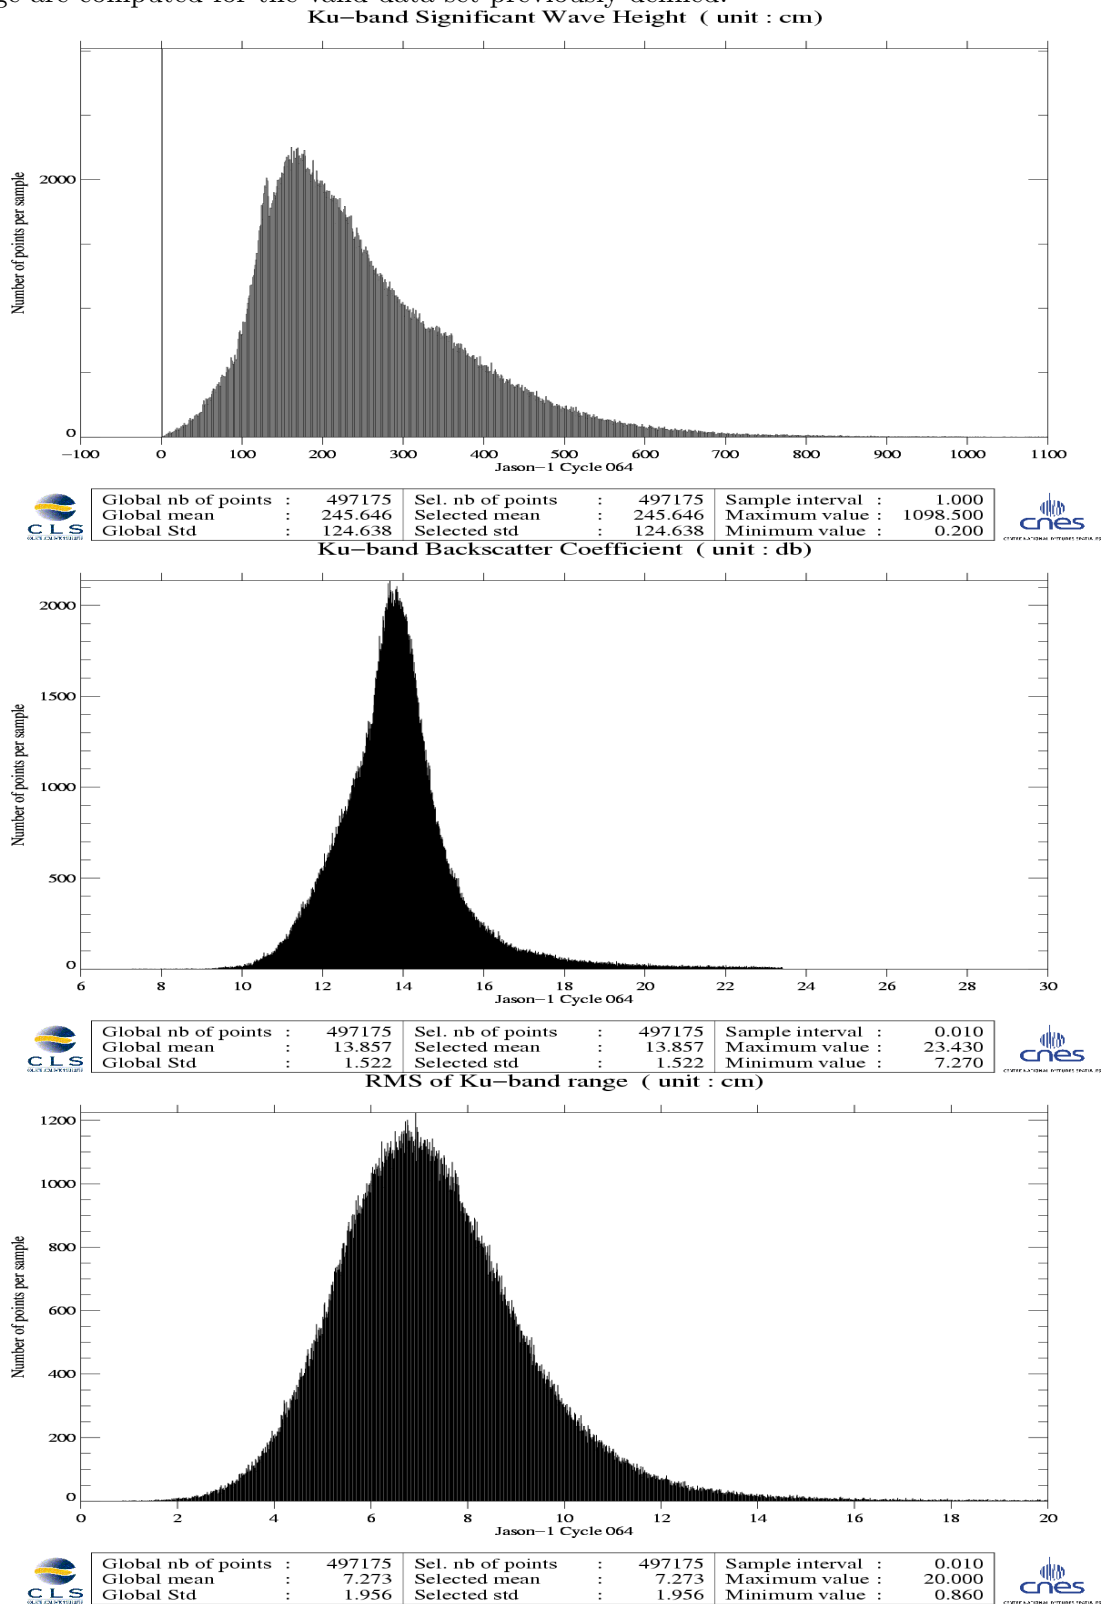 ge are computed for the valid data set previously defined.
Ku-band Significant Wave Height ( unit : cm)
Number of points per sample
2000
0
-100 0 100 200 300 400 500 600 700 800 900 1000 1100
Jason-1 Cycle 064
CLS
Global nb of points : 497175 Sel. nb of points : 497175 Sample interval : 1.000
Global mean : 245.646 Selected mean : 245.646 Maximum value : 1098.500
Global Std : 124.638 Selected std : 124.638 Minimum value : 0.200
cnes
Ku-band Backscatter Coefficient ( unit : db)
Number of points per sample
2000
1500
1000
500
0
6 8 10 12 14 16 18 20 22 24 26 28 30
Jason-1 Cycle 064
CLS
Global nb of points : 497175 Sel. nb of points : 497175 Sample interval : 0.010
Global mean : 13.857 Selected mean : 13.857 Maximum value : 23.430
Global Std : 1.522 Selected std : 1.522 Minimum value : 7.270
cnes
RMS of Ku-band range ( unit : cm)
Number of points per sample
1200
1000
800
600
400
200
0
0 2 4 6 8 10 12 14 16 18 20
Jason-1 Cycle 064
CLS
Global nb of points : 497175 Sel. nb of points : 497175 Sample interval : 0.010
Global mean : 7.273 Selected mean : 7.273 Maximum value : 20.000
Global Std : 1.956 Selected std : 1.956 Minimum value : 0.860
cnes